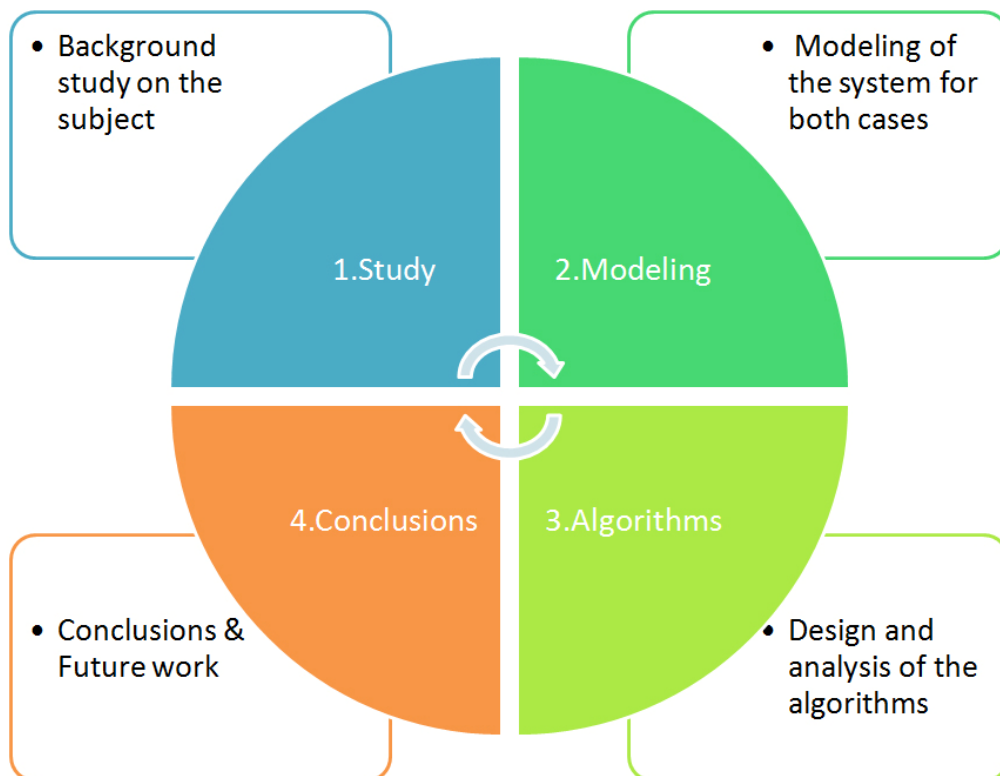 • Background
study on the
subject
• Modeling of
the system for
both cases
1.Study
2.Modeling
4.Conclusions
3.Algorithms
• Conclusions &
Future work
• Design and
analysis of the
algorithms